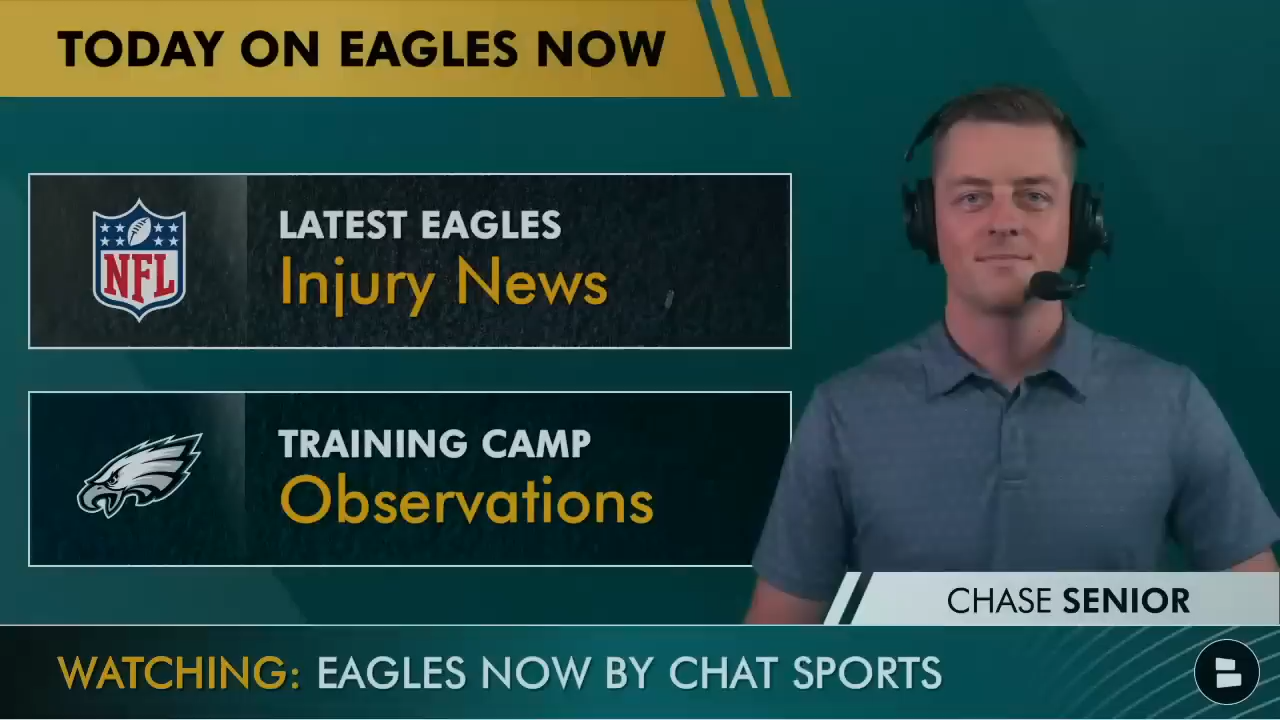 TODAY ON EAGLES NOW
NFL
LATEST EAGLES
Injury News
TRAINING CAMP
Observations
CHASE SENIOR
WATCHING: EAGLES NOW BY CHAT SPORTS